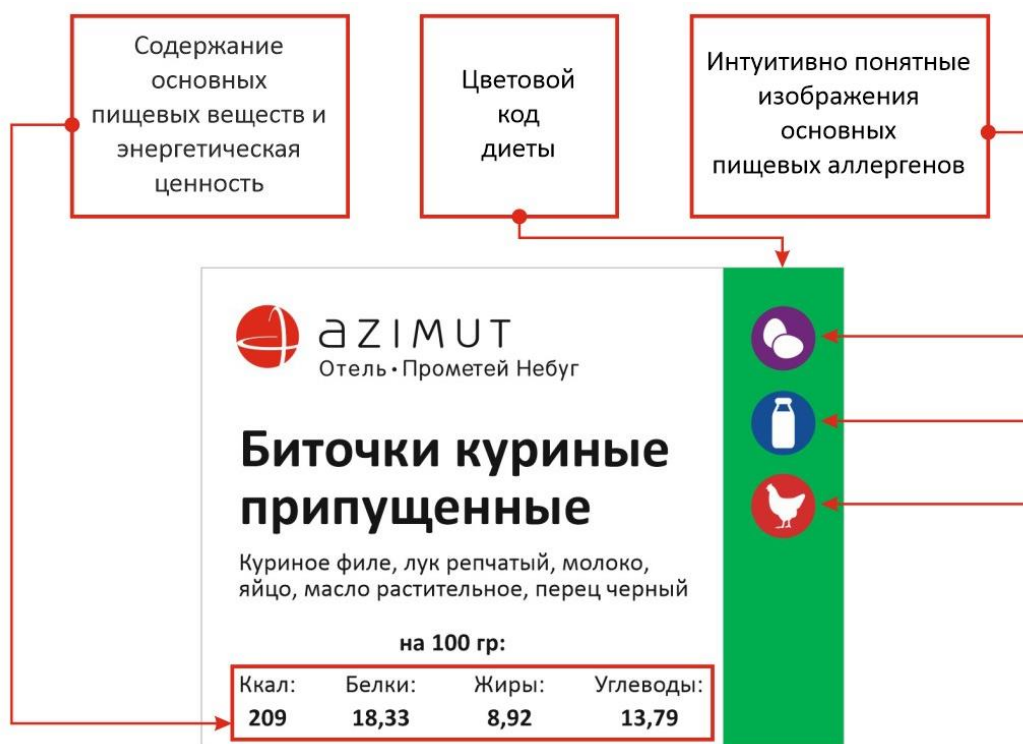 Содержание
основных
пищевых веществ и
энергетическая
ценность
Цветовой
код
диеты
Интуитивно понятные
изображения
основных
пищевых аллергенов
AZIMUT
Отель • Прометей Небуг
Биточки куриные
припущенные
Куриное филе, лук репчатый, молоко,
яйцо, масло растительное, перец черный
на 100 гр:
Ккал: Белки: Жиры: Углеводы:
209 18,33 8,92 13,79